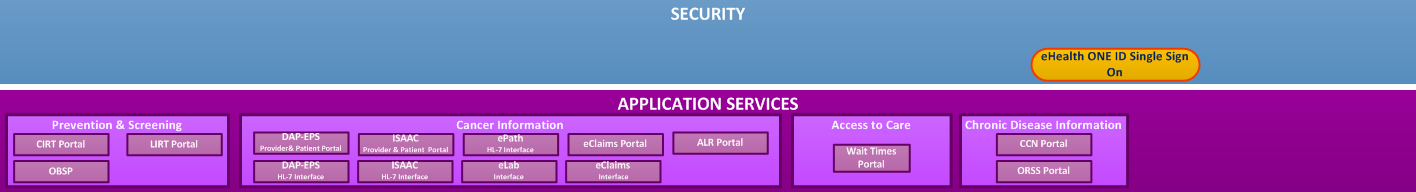 SECURITY
eHealth ONE ID Single Sign
On
APPLICATION SERVICES
Prevention & Screening
CIRT Portal
LIRT Portal
OBSP
Cancer Information
DAP-EPS
Provider& Patient Portal
ISAAC
Provider & Patient Portal
ePath
HL-7 Interface
eClaims Portal
ALR Portal
DAP-EPS
HL-7 Interface
ISAAC
HL-7 Interface
eLab
Interface
eClaims
Interface
Access to Care
Wait Times
Portal
Chronic Disease Information
CCN Portal
ORSS Portal